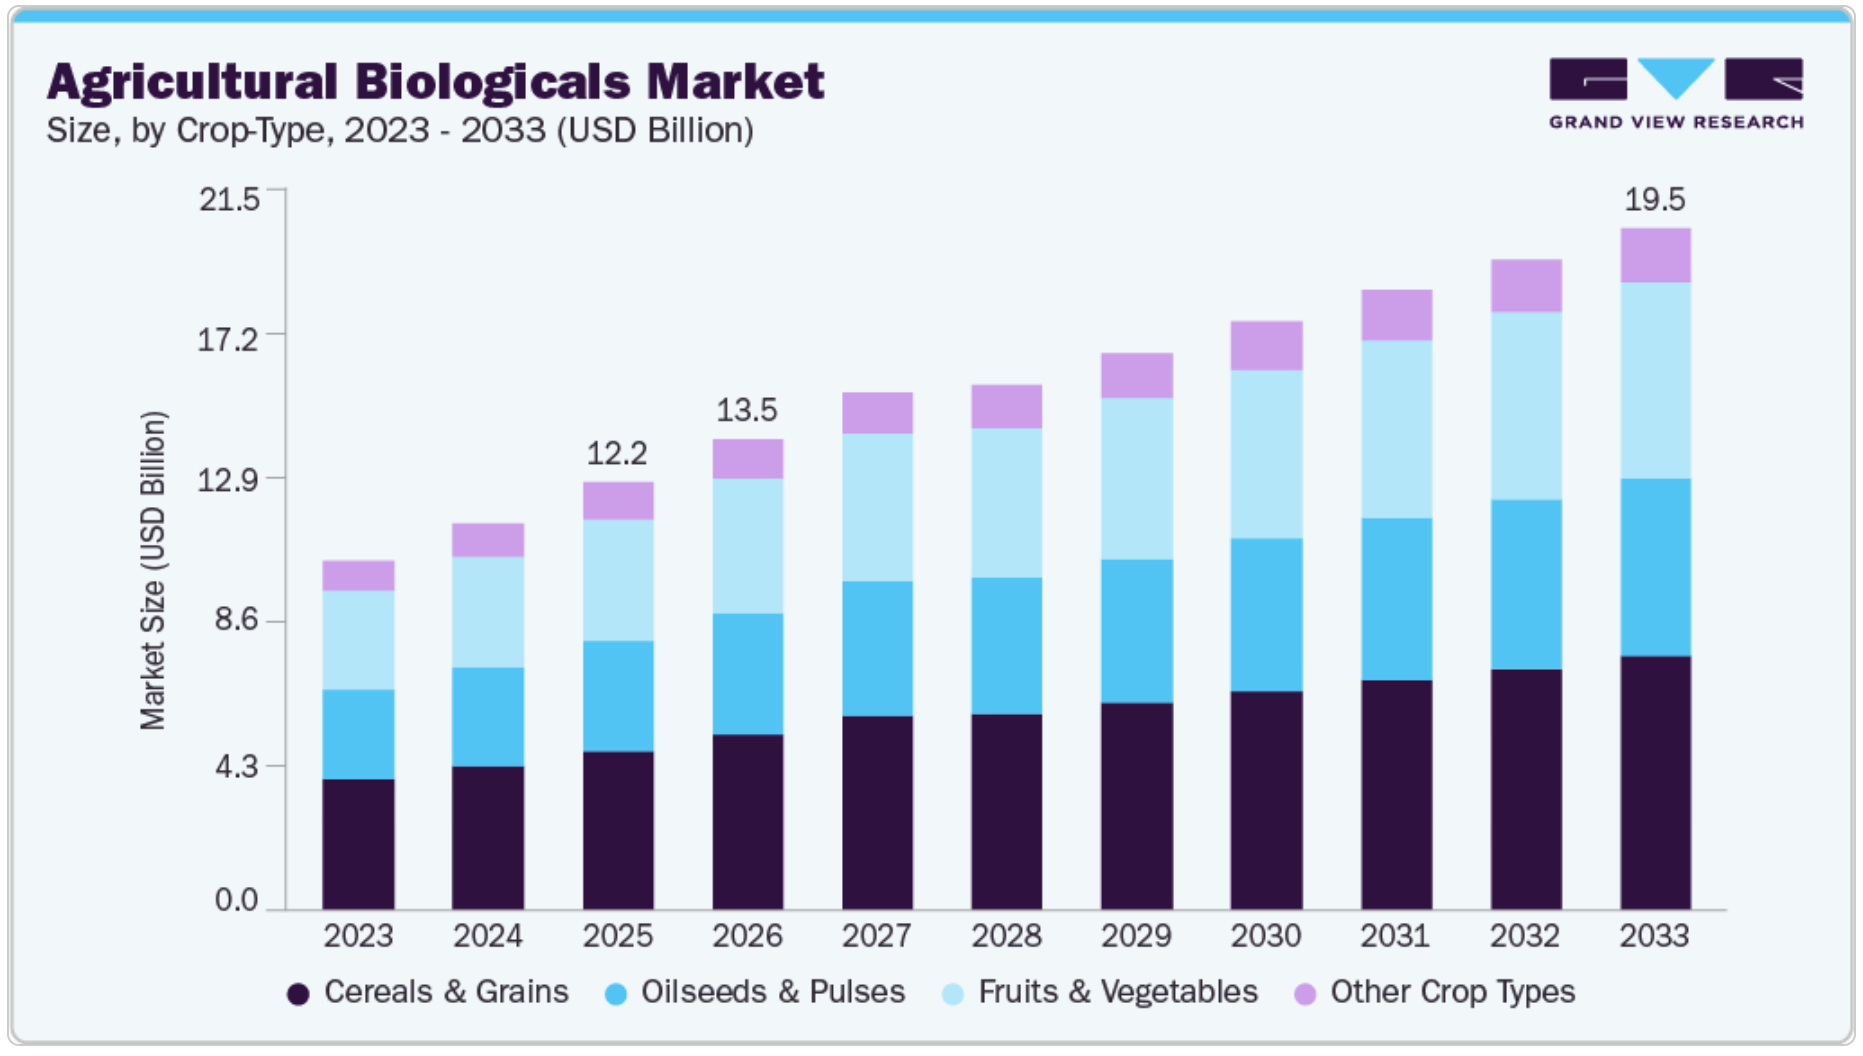 Agricultural Biologicals Market
Size, by Crop-Type, 2023 - 2033 (USD Billion)
GRAND VIEW RESEARCH
Market Size (USD Billion)
21.5
17.2
12.9
8.6
4.3
0.0
12.2
13.5
19.5
2023 2024 2025 2026 2027 2028 2029 2030 2031 2032 2033
Cereals & Grains Oilseeds & Pulses Fruits & Vegetables Other Crop Types